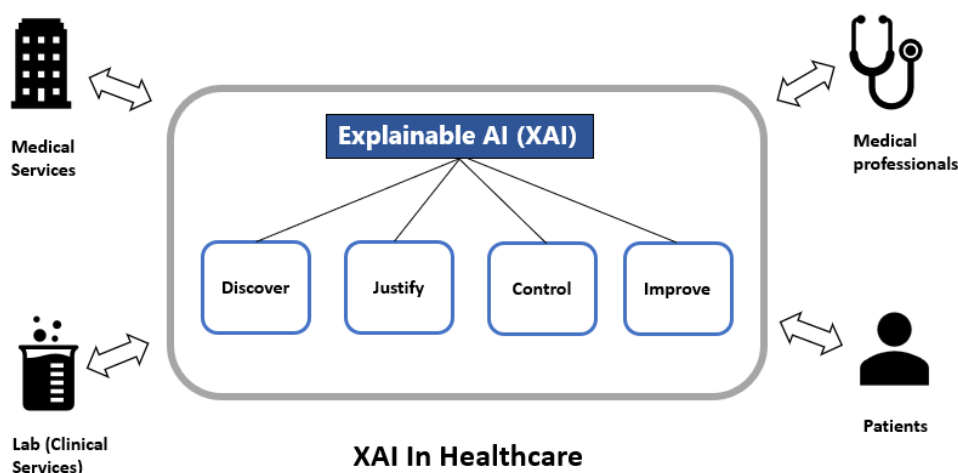 Medical
Services
Medical
professionals
Explainable AI (XAI)
Discover
Justify
Control
Improve
Lab (Clinical
Services)
Patients
XAI In Healthcare